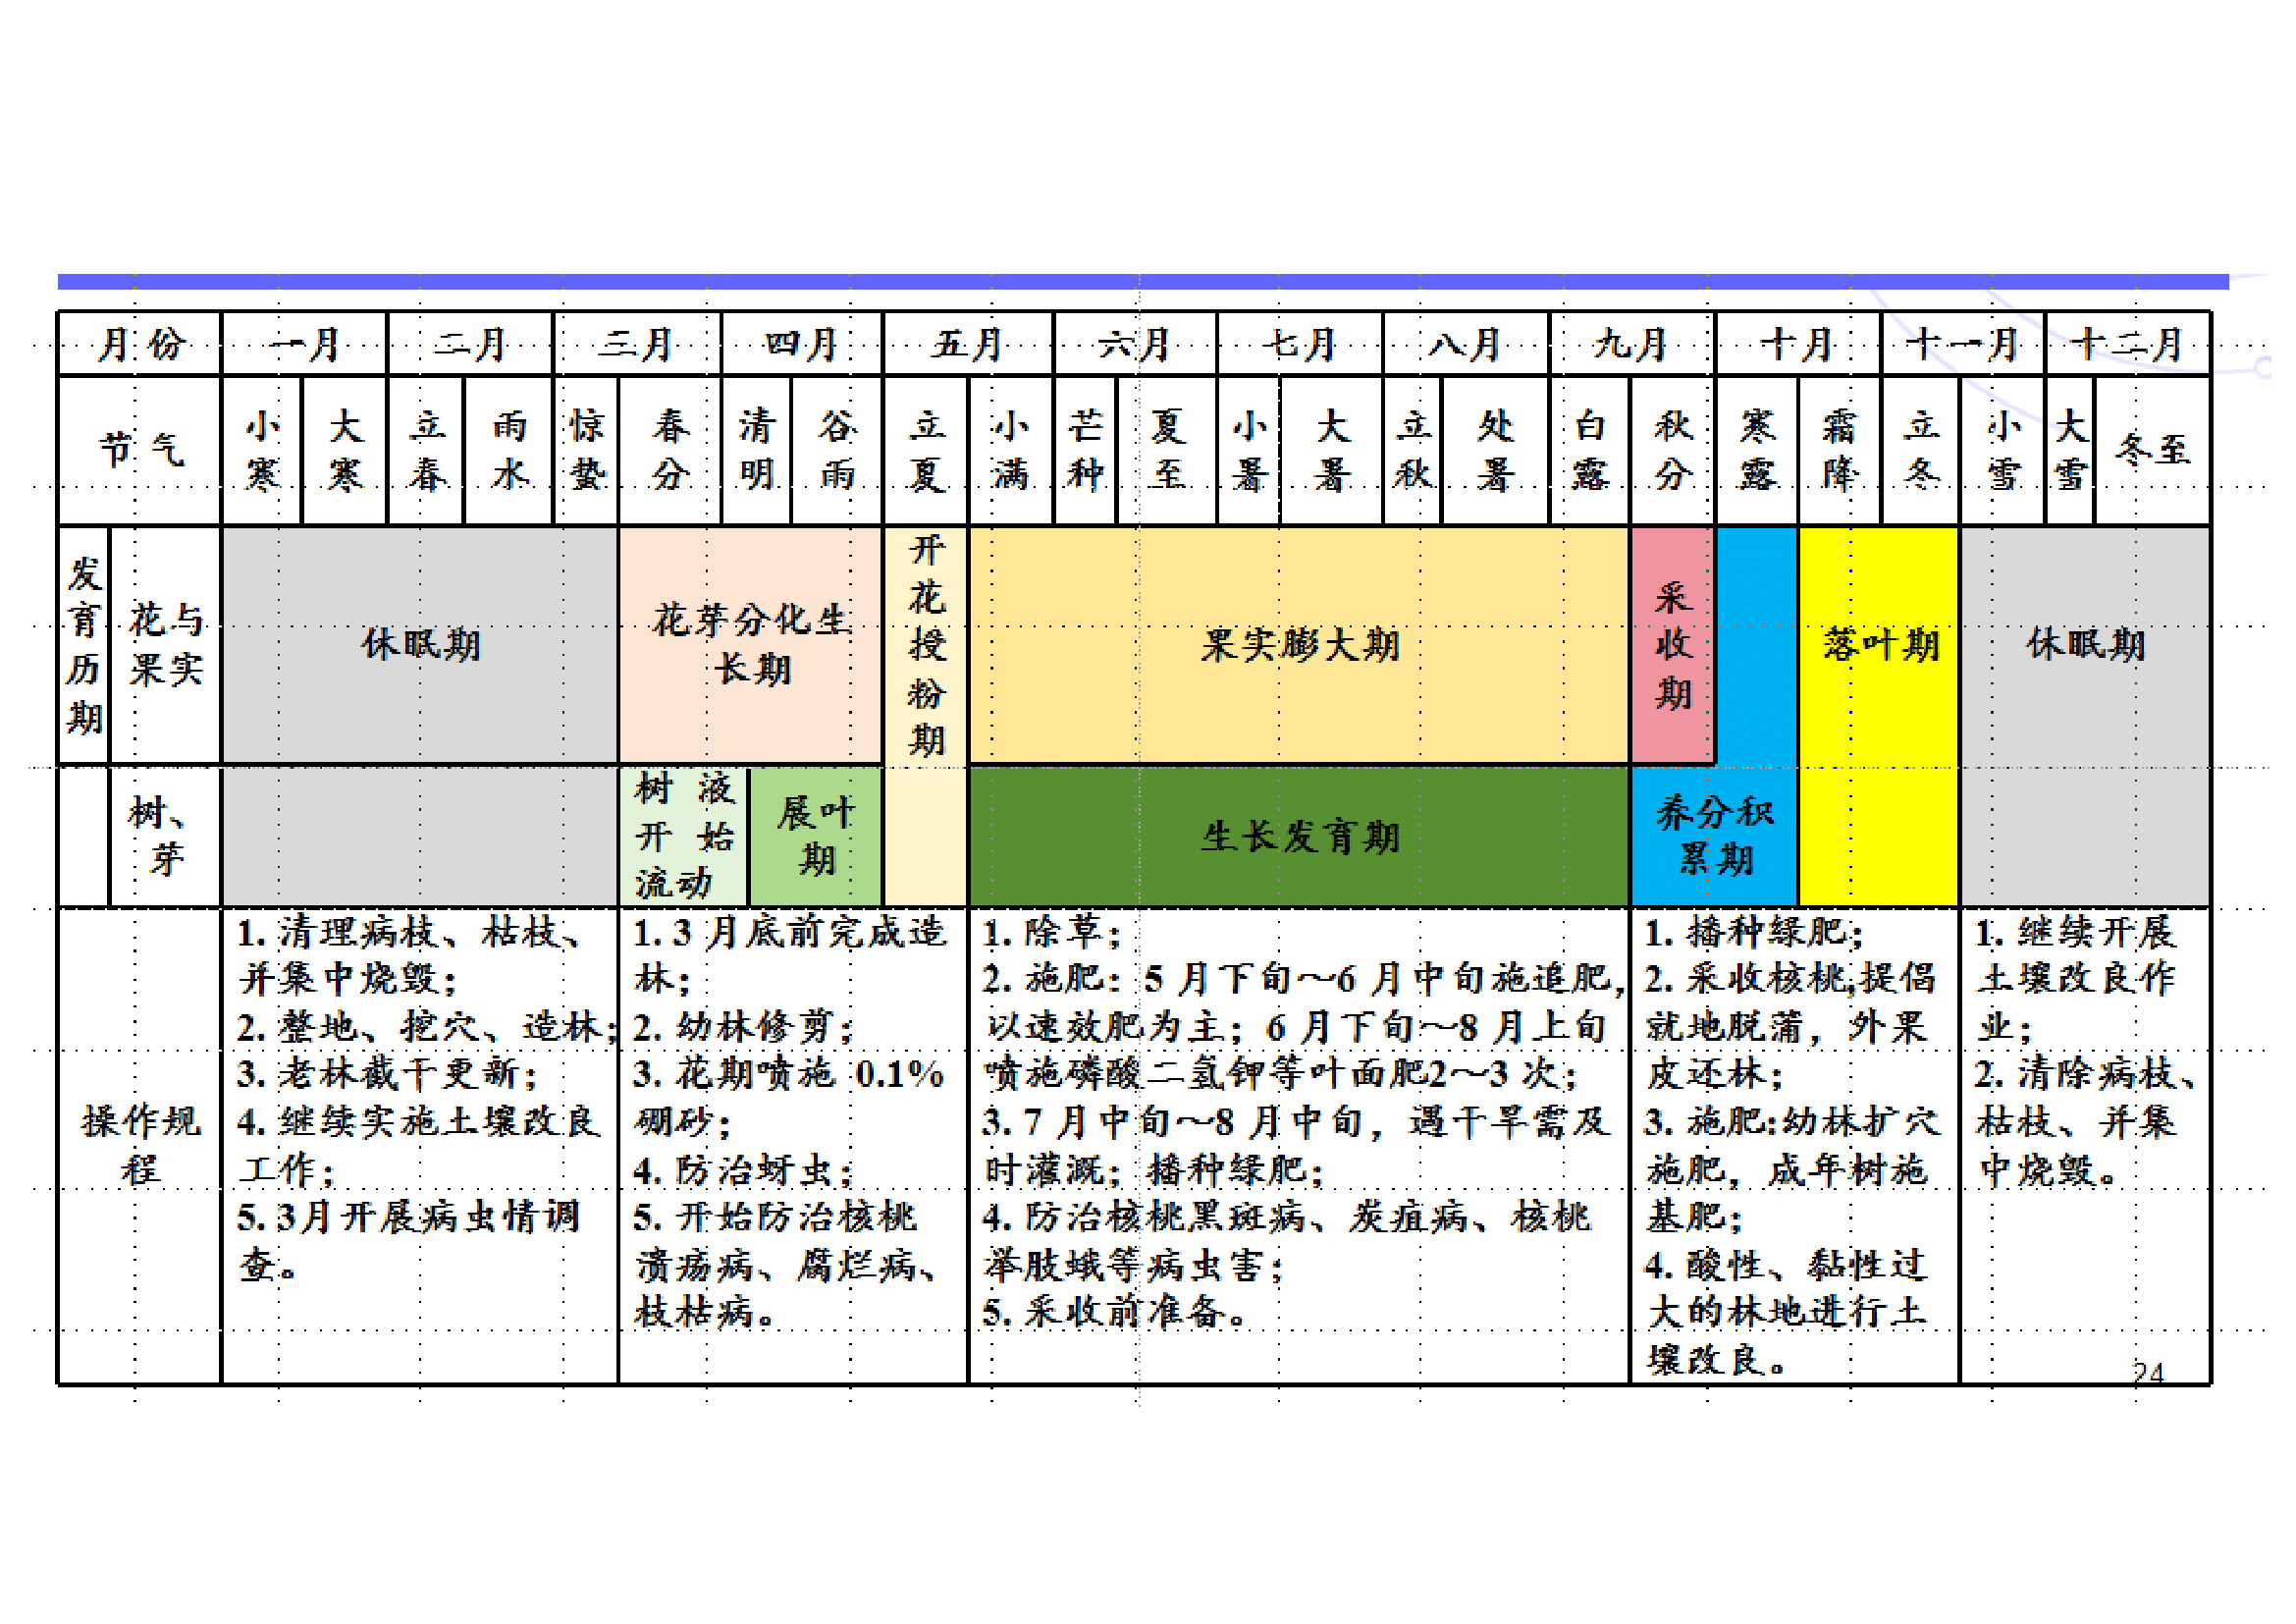 月份 一月 二月 三月 四月 五月 六月 七月 八月 九月 十月 十一月 十二月
节气 小寒 大寒 立春 雨水 惊蛰 春分 清明 谷雨 立夏 小满 芒种 夏至 小暑 大暑 立秋 处暑 白露 秋分 寒露 霜降 立冬 小雪 大雪 冬至
发育历期
花与
果实
休眠期
花芽分化生
长期
开花授粉期
果实膨大期
采收期
落叶期
休眠期
树、
芽
树液
开始
流动
展叶
期
生长发育期
养分积
累期
操作规
程
1. 清理病枝、枯枝、
并集中烧毁；
2. 整地、挖穴、造林；
3. 老林截干更新；
4. 继续实施土壤改良
工作；
5. 3月开展病虫情调
查。
1. 3 月底前完成造
林；
2. 幼林修剪；
3. 花期喷施 0.1%
硼砂；
4. 防治蚜虫；
5. 开始防治核桃
溃疡病、腐烂病、
枝枯病。
1. 除草；
2. 施肥：5 月下旬～6 月中旬施追肥，
以速效肥为主；6 月下旬～8 月上旬
喷施磷酸二氢钾等叶面肥2～3 次；
3. 7 月中旬～8 月中旬，遇干旱需及
时灌溉；播种绿肥；
4. 防治核桃黑斑病、炭疽病、核桃
举肢蛾等病虫害；
5. 采收前准备。
1. 播种绿肥；
2. 采收核桃,提倡
就地脱蒲，外果
皮还林；
3. 施肥:幼林扩穴
施肥，成年树施
基肥；
4. 酸性、黏性过
大的林地进行土
壤改良。
1. 继续开展
土壤改良作
业；
2. 清除病枝、
枯枝、并集
中烧毁。
24